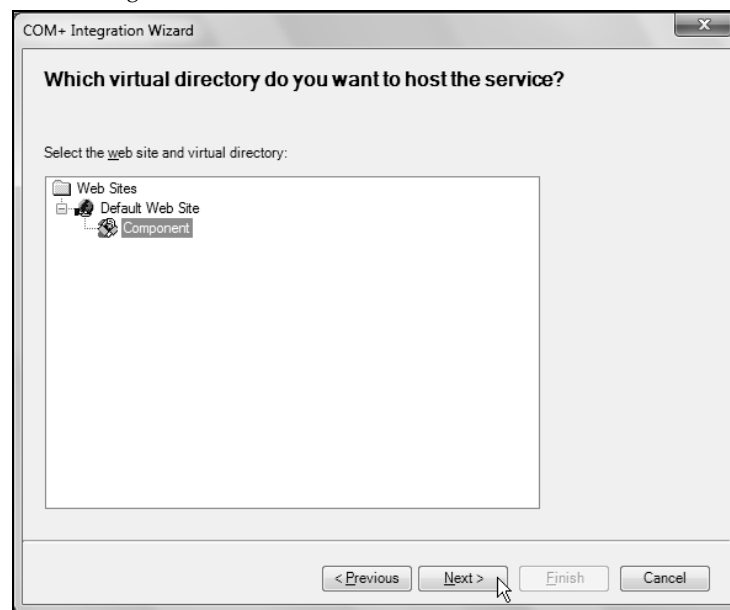 COM+ Integration Wizard
x
Which virtual directory do you want to host the service?
Select the web site and virtual directory:
Web Sites
Default Web Site
Component
< Previous Next > Finish Cancel